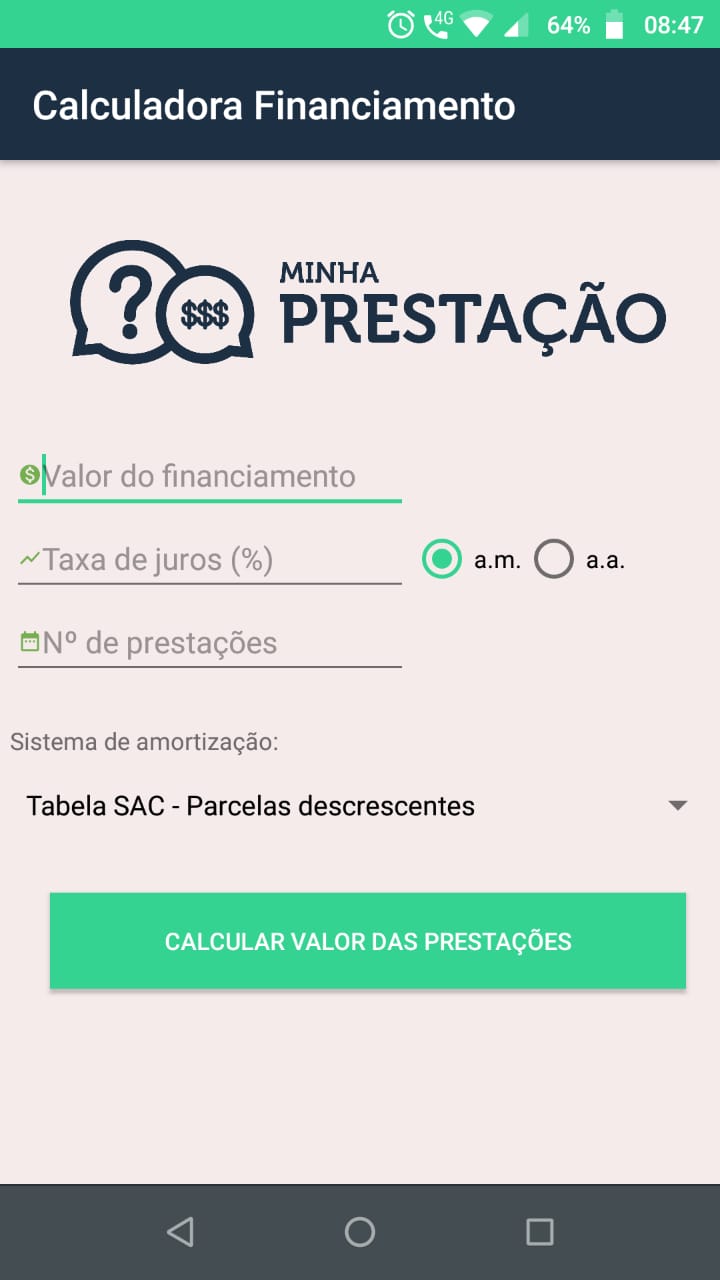 4G 64% 08:47
Calculadora Financiamento
? $$$
MINHA
PRESTAÇÃO
Valor do financiamento
Taxa de juros (%) a.m. a.a.
Nº de prestações
Sistema de amortização:
Tabela SAC - Parcelas descrescentes
CALCULAR VALOR DAS PRESTAÇÕES